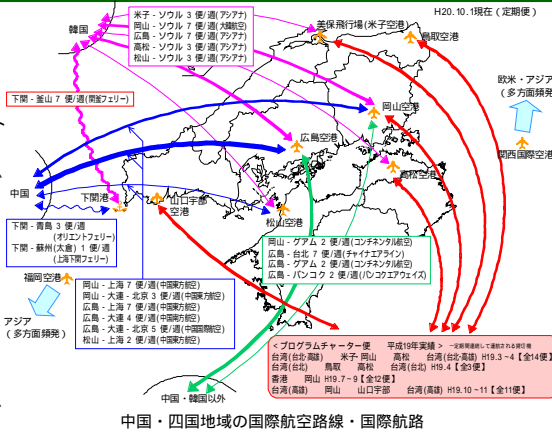 H20.10.1現在(定期便)
韓国
米子-ソウル 3 便/週(アシアナ)
岡山-ソウル 7 便/週(大韓航空)
広島-ソウル 7 便/週(アシアナ)
高松-ソウル 3 便/週(アシアナ)
松山-ソウル 3 便/週(アシアナ)
美保飛行場(米子空港)
鳥取空港
欧米・アジア
(多方面頻発)
関西国際空港
下関-釜山 7 便/週(関釜フェリー)
岡山空港
広島空港
高松空港
中国
下関港
山口宇部
空港
松山空港
下関-青島 3 便/週
(オリエントフェリー)
下関-蘇州(太倉) 1 便/週
(上海下関フェリー)
福岡空港
アジア
(多方面頻発)
岡山-上海 7 便/週(中国東方航空)
岡山-大連-北京 3 便/週(中国東方航空)
広島-上海 7 便/週(中国東方航空)
広島-大連 4 便/週(中国東方航空)
広島-大連-北京 5 便/週(中国国際航空)
松山-上海 2 便/週(中国東方航空)
岡山-グアム 2 便/週(コンチネンタル航空)
広島-台北 7 便/週(チャイナアライン)
広島-グアム 2 便/週(コンチネンタル航空)
広島-バンコク 2 便/週(バンコクエアウェイズ)
<プログラムチャーター便 平成19年実績> 一定期間連続して運航される貸切機
台湾(台北・高雄) 米子 岡山 高松 台湾(台北・高雄) H19.3~4【全14便】
台湾(台北) 鳥取 高松 台湾(台北) H19.4【全3便】
香港 岡山 H19.7~9【全12便】
台湾(高雄) 岡山 山口宇部 台湾(高雄) H19.10~11【全11便】
中国・韓国以外
中国・四国地域の国際航空路線・国際航路